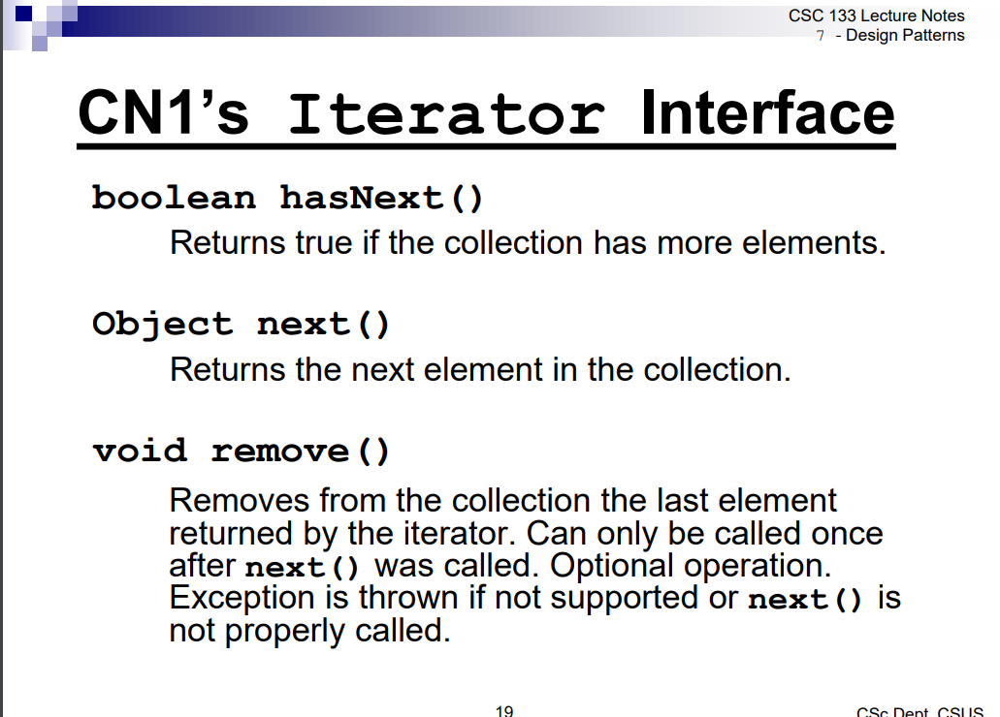 CSC 133 Lecture Notes
7 - Design Patterns
CN1’s Iterator Interface
boolean hasNext()
Returns true if the collection has more elements.
Object next()
Returns the next element in the collection.
void remove()
Removes from the collection the last element
returned by the iterator. Can only be called once
after next() was called. Optional operation.
Exception is thrown if not supported or next() is
not properly called.
19
CSc Dept, CSUS